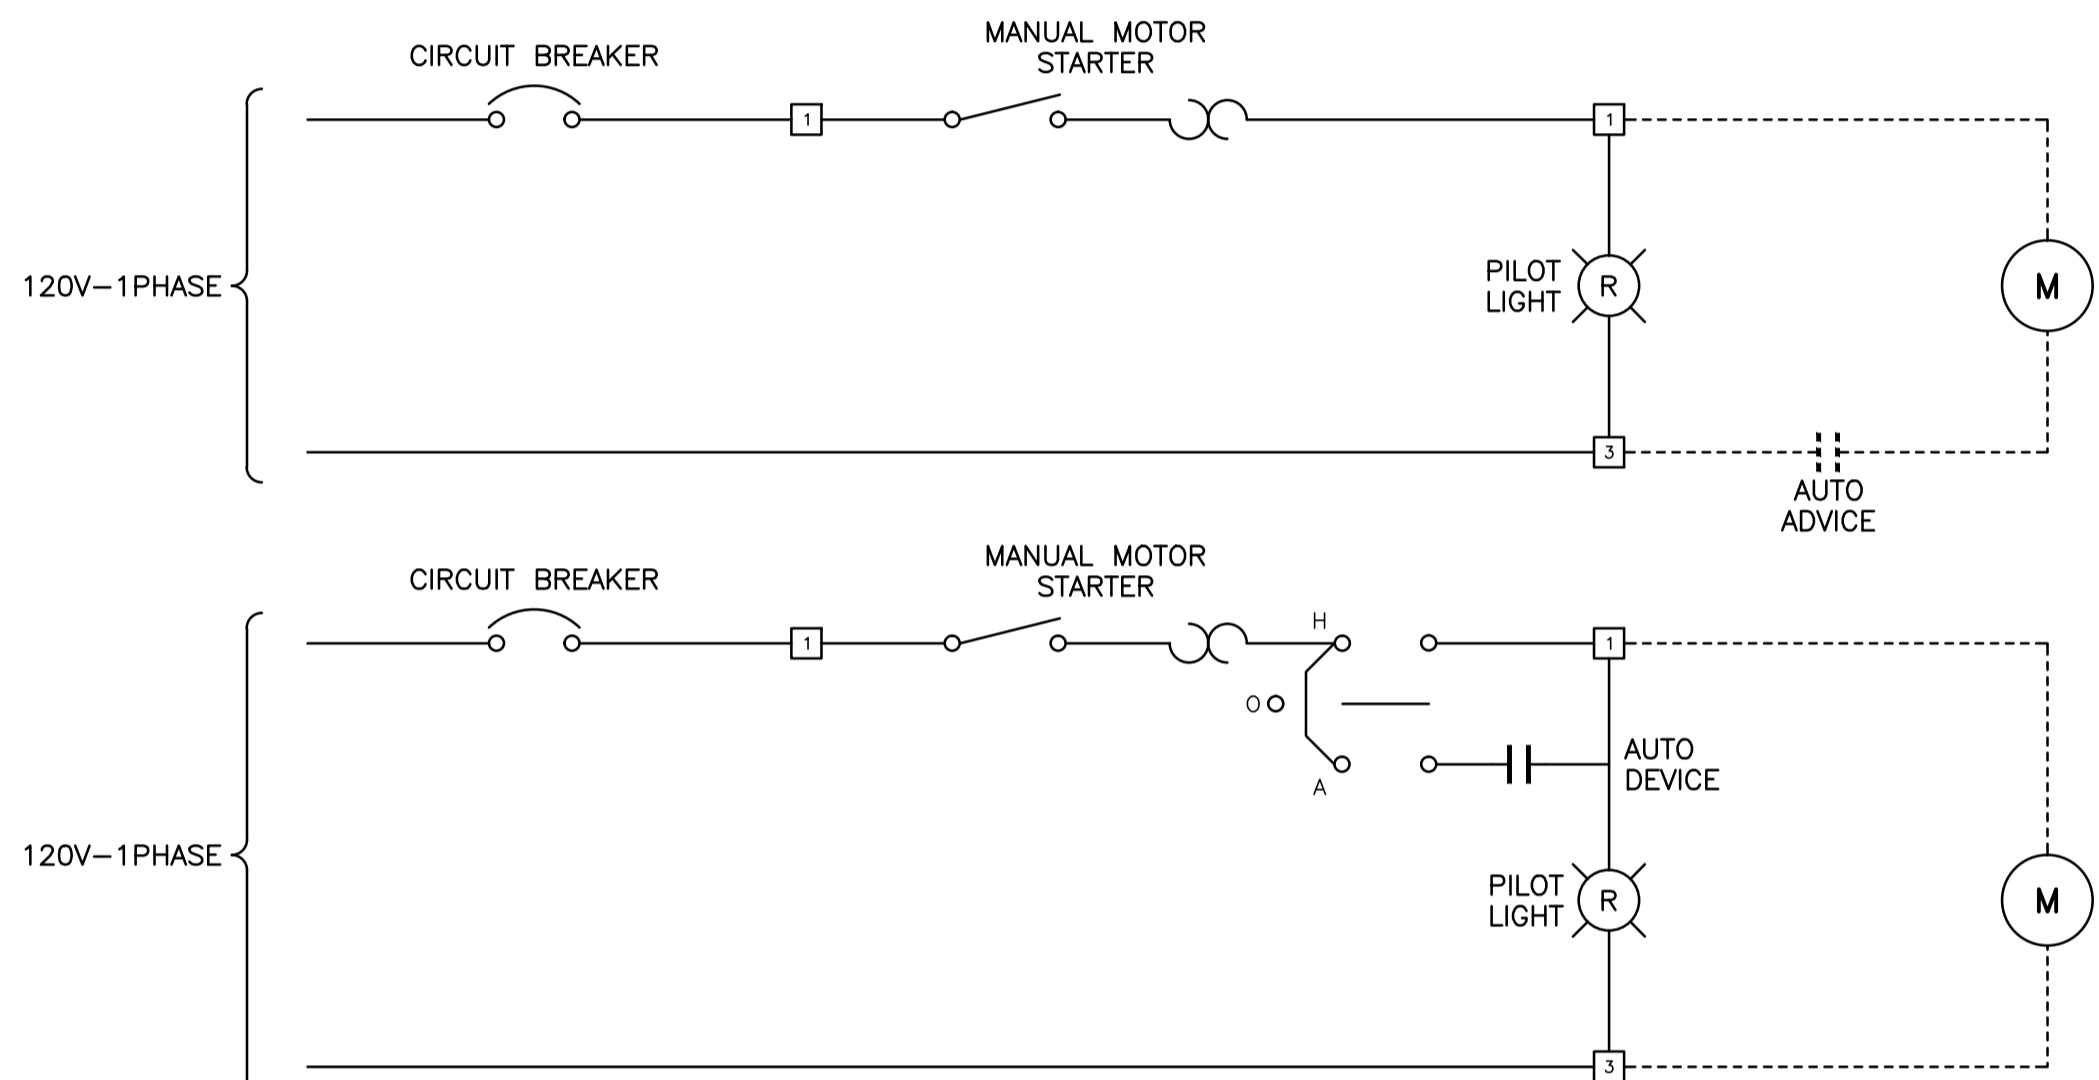 CIRCUIT BREAKER
MANUAL MOTOR
STARTER
1
1
120V-1PHASE
PILOT
LIGHT
R
M
3
AUTO
ADVICE
CIRCUIT BREAKER
MANUAL MOTOR
STARTER
1
H
1
O
A
AUTO
DEVICE
120V-1PHASE
PILOT
LIGHT
R
M
3